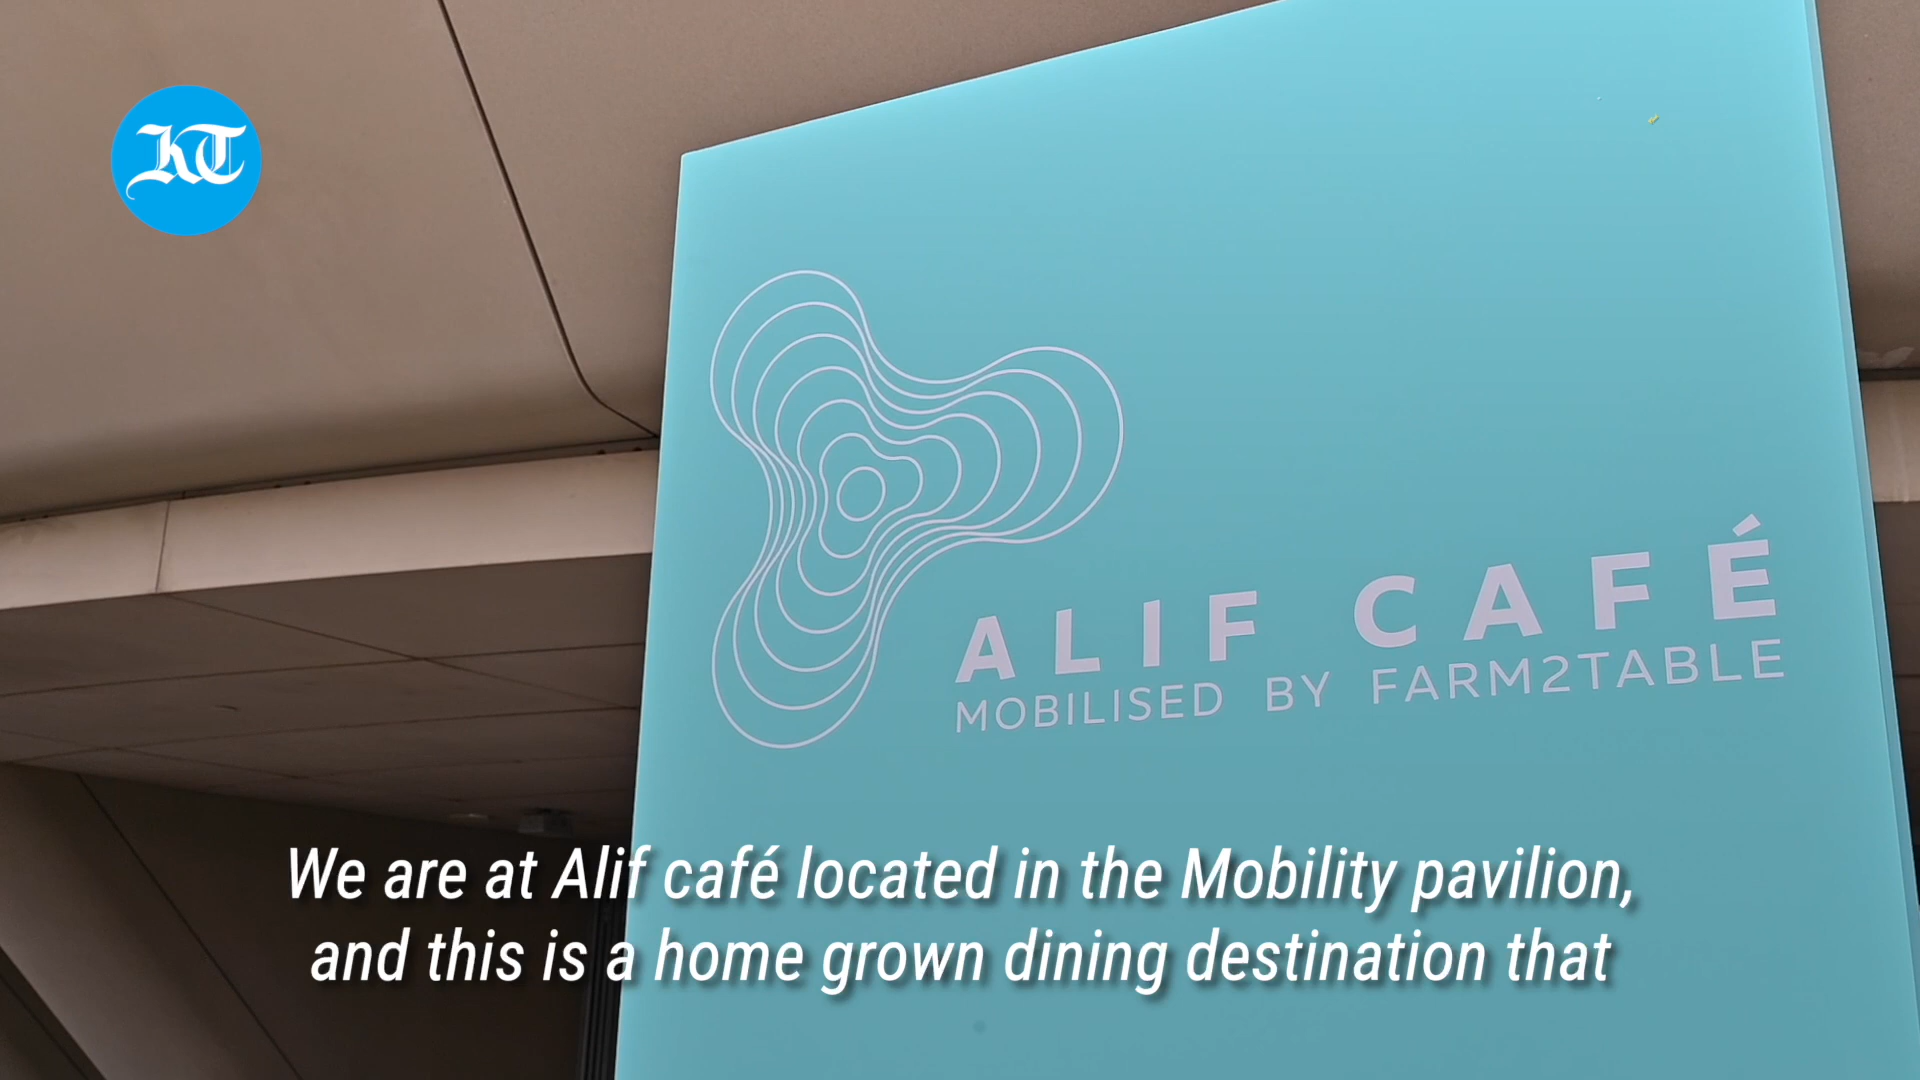 KT
ALIF CAFÉ
MOBILISED BY FARM2TABLE
We are at Alif café located in the Mobility pavilion,
and this is a home grown dining destination that